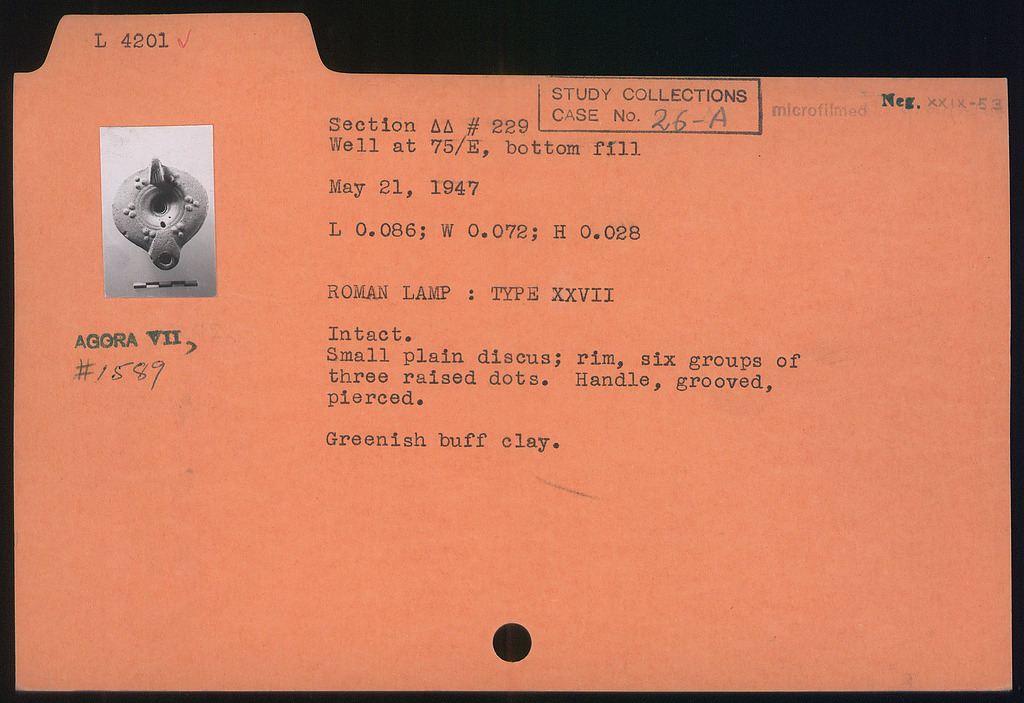 L 4201 ✓
STUDY COLLECTIONS
CASE No. 26-A
microfilmed
Neg. XXIX-53
Section ΔΔ # 229
Well at 75/E, bottom fill
May 21, 1947
L 0.086; W 0.072; H 0.028
ROMAN LAMP : TYPE XXVII
AGORA VII,
#1589
Intact.
Small plain discus; rim, six groups of
three raised dots. Handle, grooved,
pierced.
Greenish buff clay.